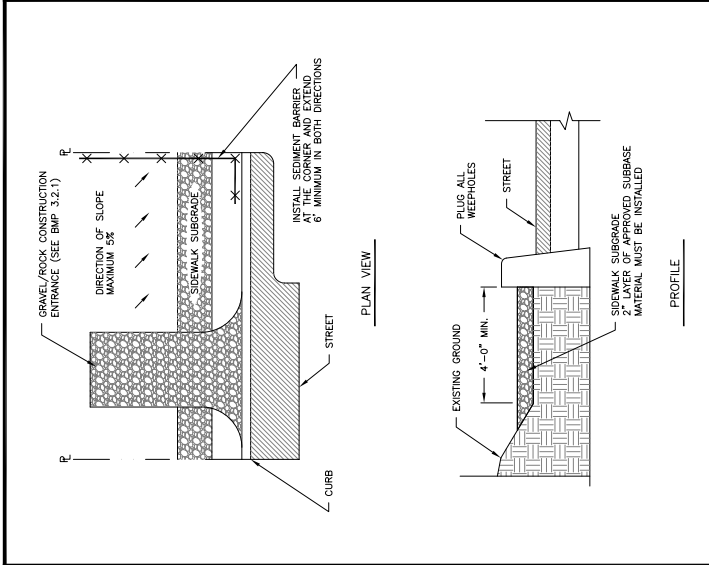 GRAVEL/ROCK CONSTRUCTION
ENTRANCE (SEE BMP 3.2.1)
PL
PL
DIRECTION OF SLOPE
MAXIMUM 5%
SIDEWALK SUBGRADE
INSTALL SEDIMENT BARRIER
AT THE CORNER AND EXTEND
6' MINIMUM IN BOTH DIRECTIONS
CURB
STREET
PLAN VIEW
EXISTING GROUND
4'-0" MIN.
PLUG ALL
WEEPHOLES
STREET
SIDEWALK SUBGRADE
2" LAYER OF APPROVED SUBBASE
MATERIAL MUST BE INSTALLED
PROFILE